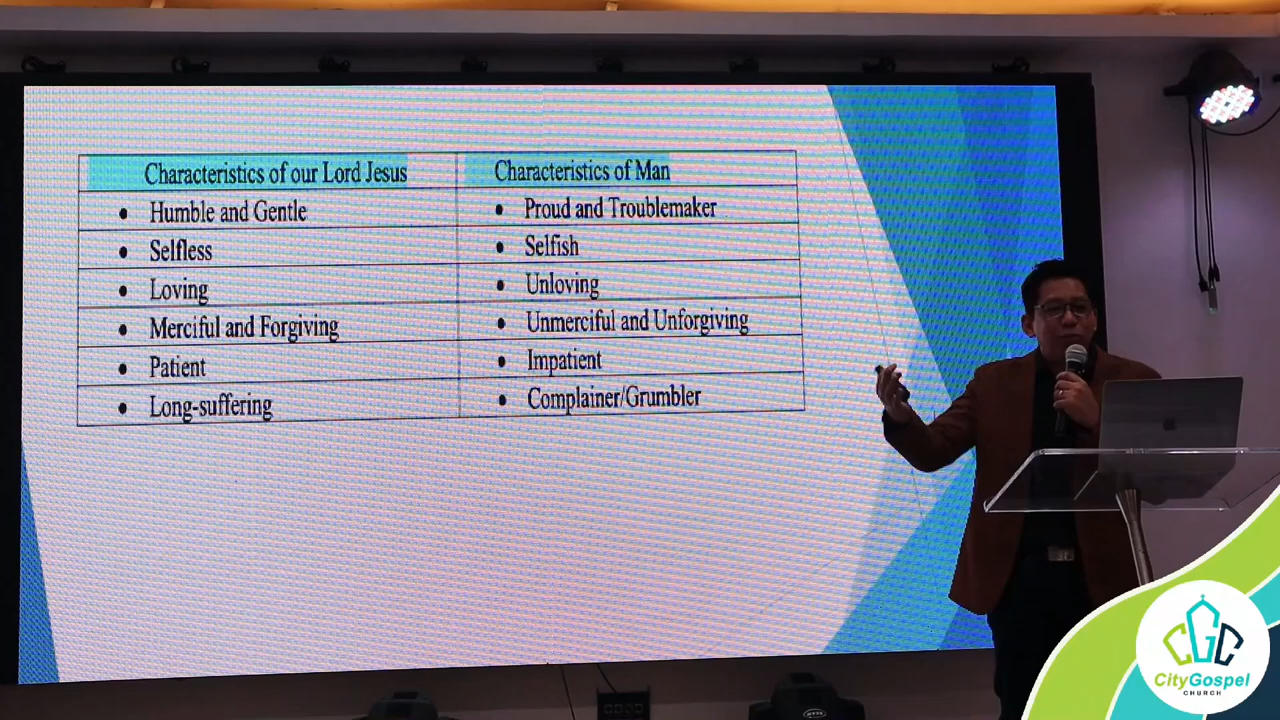 Characteristics of our Lord Jesus
Characteristics of Man
• Humble and Gentle
• Proud and Troublemaker
• Selfless
• Selfish
• Loving
• Unloving
• Merciful and Forgiving
• Unmerciful and Unforgiving
• Patient
• Impatient
• Long-suffering
• Complainer/Grumbler
CGC
CityGospel
CHURCH